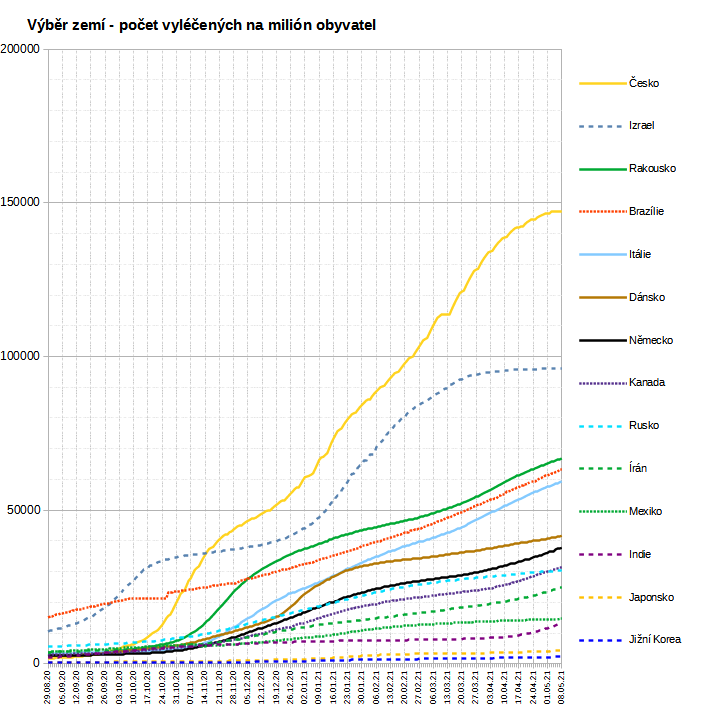 Výběr zemí - počet vyléčených na milión obyvatel
200000
150000
100000
50000
0
Česko
Izrael
Rakousko
Brazílie
Itálie
Dánsko
Německo
Kanada
Rusko
Írán
Mexiko
Indie
Japonsko
Jižní Korea
29.08.20
05.09.20
12.09.20
19.09.20
26.09.20
03.10.20
10.10.20
17.10.20
24.10.20
31.10.20
07.11.20
14.11.20
21.11.20
28.11.20
05.12.20
12.12.20
19.12.20
26.12.20
02.01.21
09.01.21
16.01.21
23.01.21
30.01.21
06.02.21
13.02.21
20.02.21
27.02.21
06.03.21
13.03.21
20.03.21
27.03.21
03.04.21
10.04.21
17.04.21
24.04.21
01.05.21
08.05.21